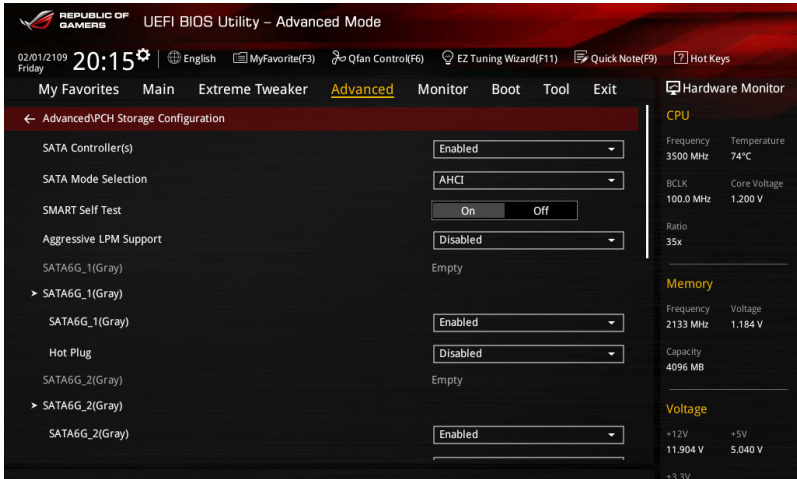 REPUBLIC OF
GAMERS
UEFI BIOS Utility – Advanced Mode
02/01/2109
Friday
20:15
English
MyFavorite(F3)
Qfan Control(F6)
EZ Tuning Wizard(F11)
Quick Note(F9)
? Hot Keys
My Favorites Main Extreme Tweaker Advanced Monitor Boot Tool Exit
Hardware Monitor
← Advanced\PCH Storage Configuration
SATA Controller(s) Enabled
SATA Mode Selection AHCI
SMART Self Test On Off
Aggressive LPM Support Disabled
SATA6G_1(Gray) Empty
> SATA6G_1(Gray)
SATA6G_1(Gray) Enabled
Hot Plug Disabled
SATA6G_2(Gray) Empty
> SATA6G_2(Gray)
SATA6G_2(Gray) Enabled
CPU
Frequency Temperature
3500 MHz 74°C
BCLK Core Voltage
100.0 MHz 1.200 V
Ratio
35x
Memory
Frequency Voltage
2133 MHz 1.184 V
Capacity
4096 MB
Voltage
+12V +5V
11.904 V 5.040 V
+3.3V